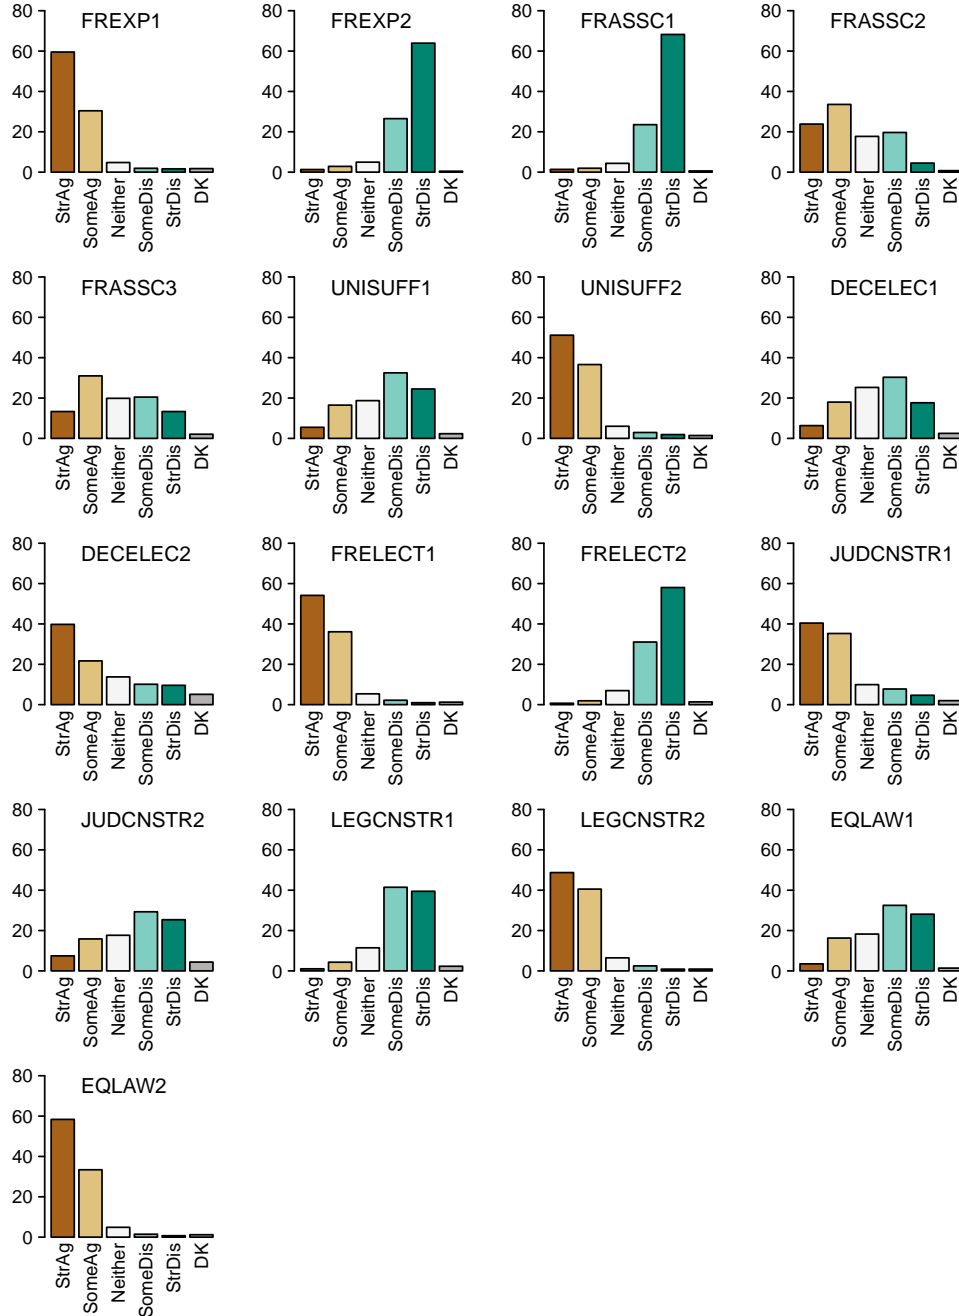 FREXP1
80
60
40
20
0
StrAg
SomeAg
Neither
SomeDis
StrDis
DK
FREXP2
80
60
40
20
0
StrAg
SomeAg
Neither
SomeDis
StrDis
DK
FRASSC1
80
60
40
20
0
StrAg
SomeAg
Neither
SomeDis
StrDis
DK
FRASSC2
80
60
40
20
0
StrAg
SomeAg
Neither
SomeDis
StrDis
DK
FRASSC3
80
60
40
20
0
StrAg
SomeAg
Neither
SomeDis
StrDis
DK
UNISUFF1
80
60
40
20
0
StrAg
SomeAg
Neither
SomeDis
StrDis
DK
UNISUFF2
80
60
40
20
0
StrAg
SomeAg
Neither
SomeDis
StrDis
DK
DECELEC1
80
60
40
20
0
StrAg
SomeAg
Neither
SomeDis
StrDis
DK
DECELEC2
80
60
40
20
0
StrAg
SomeAg
Neither
SomeDis
StrDis
DK
FRELECT1
80
60
40
20
0
StrAg
SomeAg
Neither
SomeDis
StrDis
DK
FRELECT2
80
60
40
20
0
StrAg
SomeAg
Neither
SomeDis
StrDis
DK
JUDCNSTR1
80
60
40
20
0
StrAg
SomeAg
Neither
SomeDis
StrDis
DK
JUDCNSTR2
80
60
40
20
0
StrAg
SomeAg
Neither
SomeDis
StrDis
DK
LEGCNSTR1
80
60
40
20
0
StrAg
SomeAg
Neither
SomeDis
StrDis
DK
LEGCNSTR2
80
60
40
20
0
StrAg
SomeAg
Neither
SomeDis
StrDis
DK
EQLAW1
80
60
40
20
0
StrAg
SomeAg
Neither
SomeDis
StrDis
DK
EQLAW2
80
60
40
20
0
StrAg
SomeAg
Neither
SomeDis
StrDis
DK